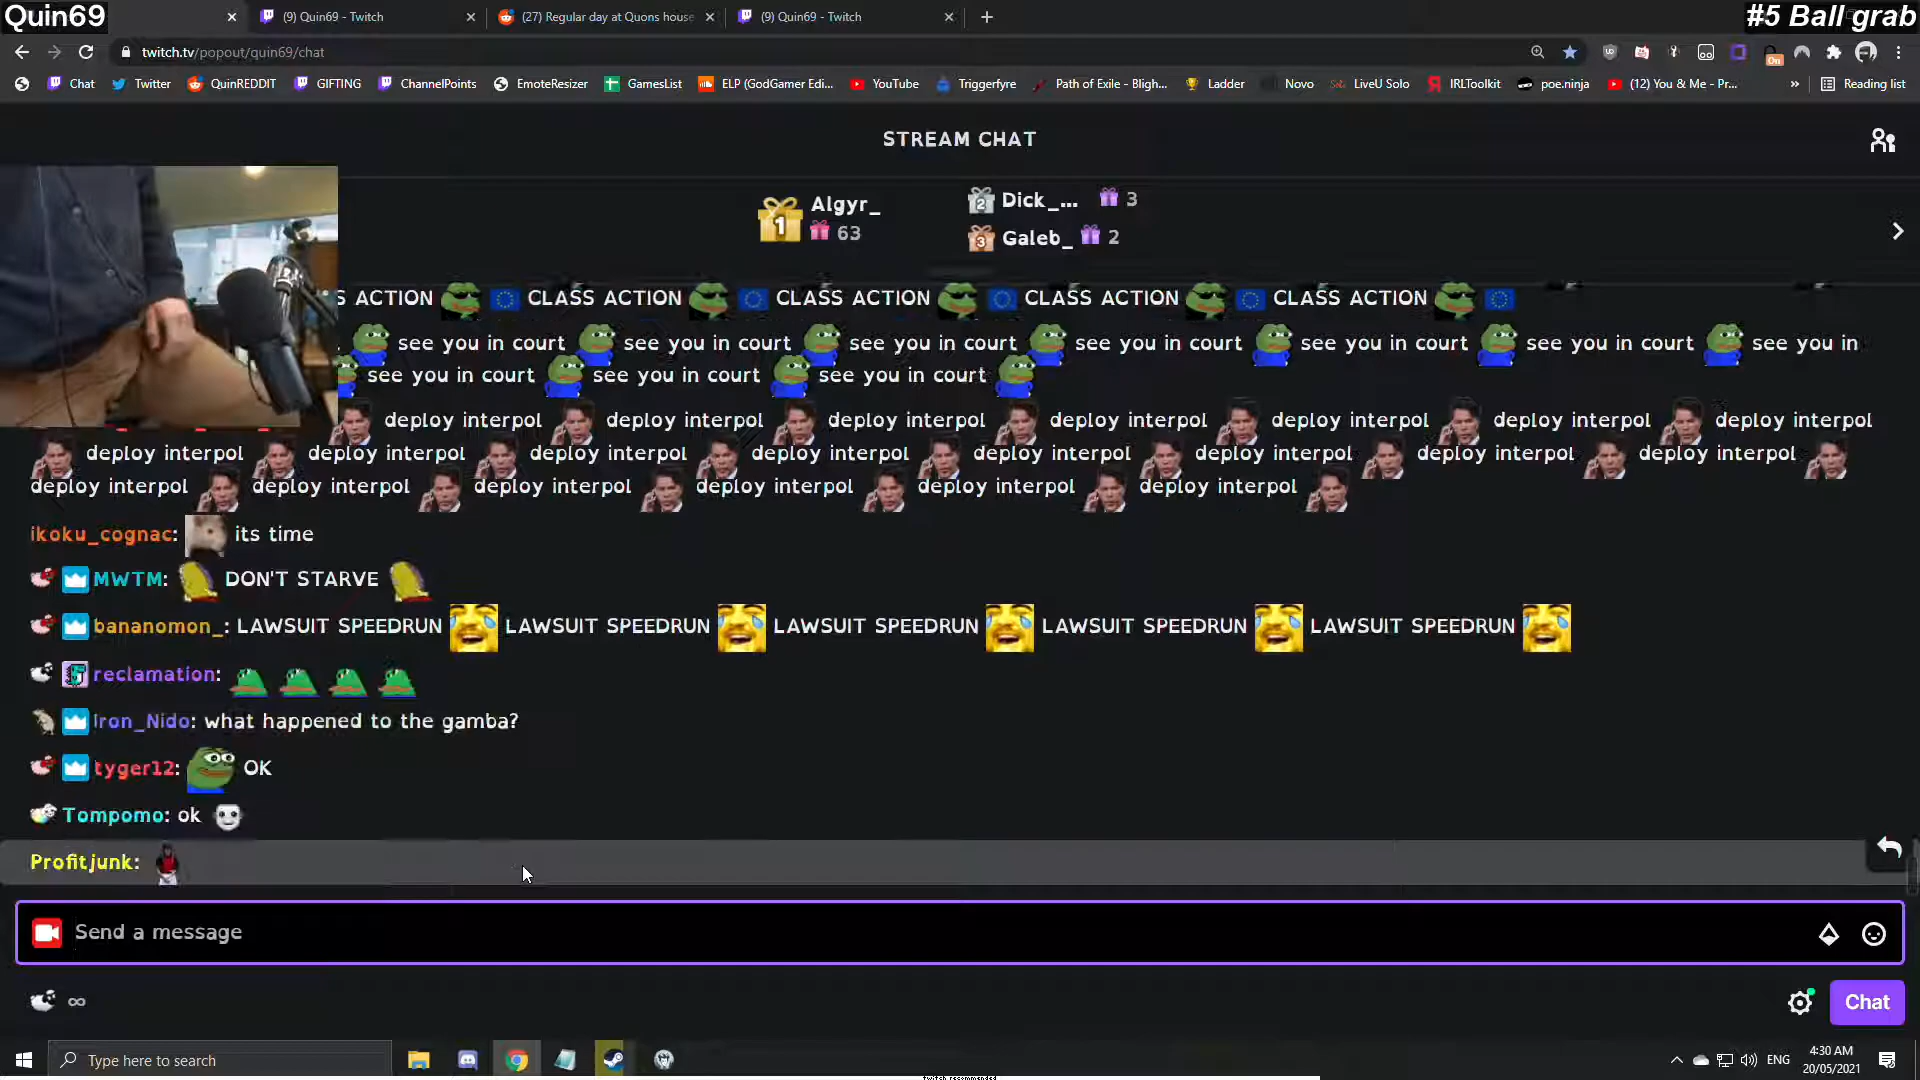 Quin69
(9) Quin69 - Twitch
(27) Regular day at Quons house
(9) Quin69 - Twitch
#5 Ball grab
twitch.tv/popout/quin69/chat
On
Chat
Twitter
QuinREDDIT
GIFTING
ChannelPoints
EmoteResizer
GamesList
ELP (GodGamer Edi...
YouTube
Triggerfyre
Path of Exile - Bligh...
Ladder
Novo
LiveU Solo
IRLToolkit
poe.ninja
(12) You & Me - Pr...
»
Reading list
STREAM CHAT
1 Algyr_
63
2 Dick_... 3
3 Galeb_ 2
S ACTION CLASS ACTION CLASS ACTION CLASS ACTION CLASS ACTION
see you in court see you in court see you in court see you in court see you in court see you in court see you in
see you in court see you in court see you in court
deploy interpol deploy interpol deploy interpol deploy interpol deploy interpol deploy interpol deploy interpol
deploy interpol deploy interpol deploy interpol deploy interpol deploy interpol deploy interpol deploy interpol deploy interpol
deploy interpol deploy interpol deploy interpol deploy interpol deploy interpol deploy interpol
ikoku_cognac: its time
MWTM: DON'T STARVE
bananomon_: LAWSUIT SPEEDRUN LAWSUIT SPEEDRUN LAWSUIT SPEEDRUN LAWSUIT SPEEDRUN LAWSUIT SPEEDRUN
reclamation:
Iron_Nido: what happened to the gamba?
tyger12: OK
Tompomo: ok
Profitjunk:
Send a message
∞
Chat
Type here to search
ENG
4:30 AM
20/05/2021
twitch recommended